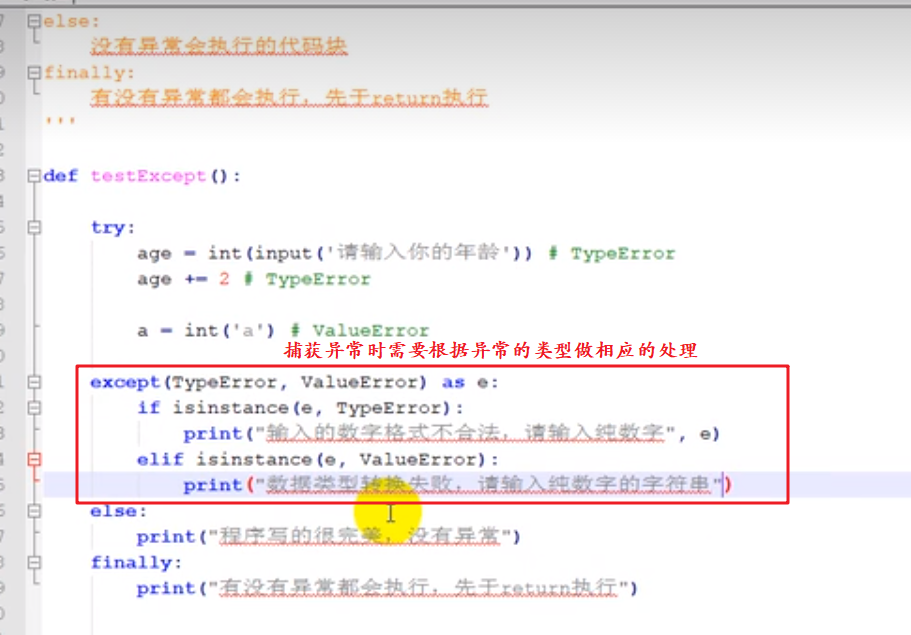 else:
没有异常会执行的代码块
finally:
有没有异常都会执行，先于return执行
'''
def testExcept():
try:
age = int(input('请输入你的年龄')) # TypeError
age += 2 # TypeError
a = int('a') # ValueError
捕获异常时需要根据异常的类型做相应的处理
except(TypeError, ValueError) as e:
if isinstance(e, TypeError):
print("输入的数字格式不合法，请输入纯数字", e)
elif isinstance(e, ValueError):
print("数据类型转换失败，请输入纯数字的字符串")
else:
print("程序写的很完美，没有异常")
finally:
print("有没有异常都会执行，先于return执行")